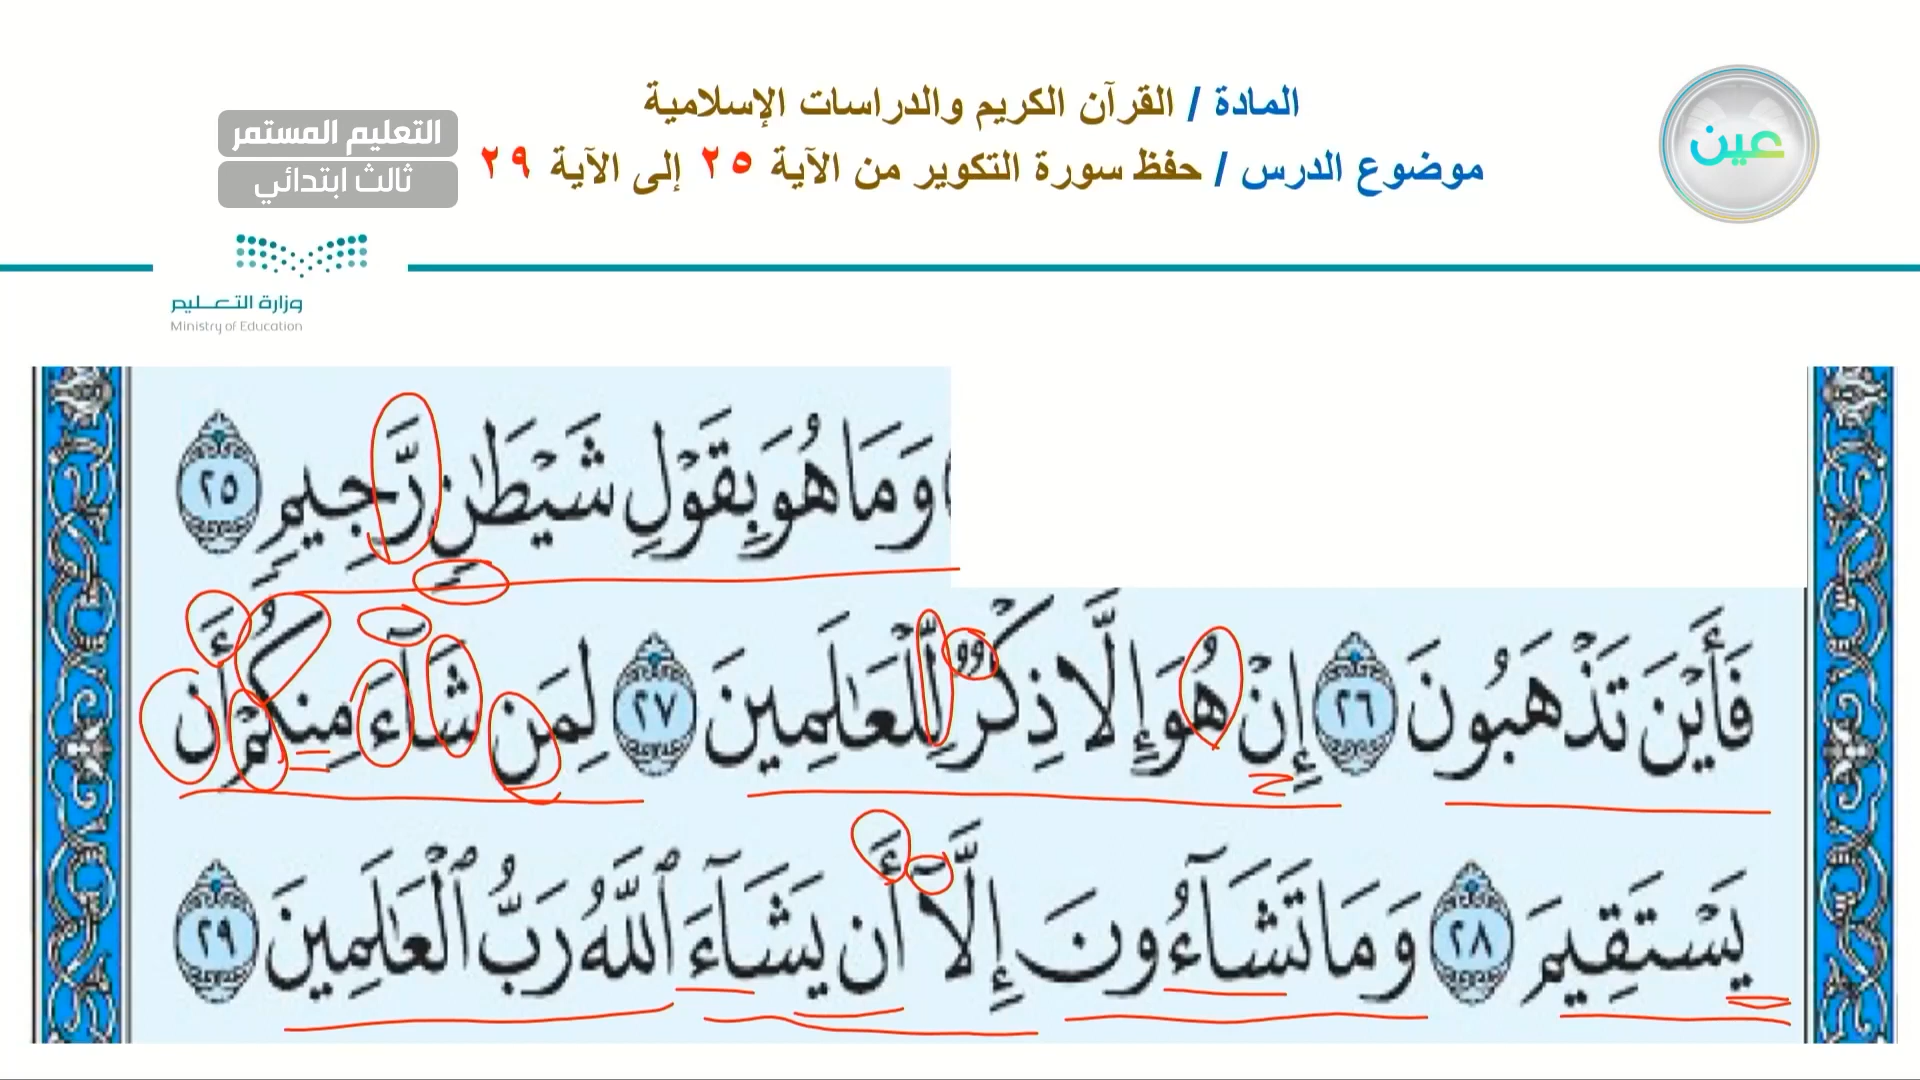 المادة / القرآن الكريم والدراسات الإسلامية
موضوع الدرس / حفظ سورة التكوير من الآية ٢٥ إلى الآية ٢٩
عين
التعليم المستمر
ثالث ابتدائي
وزارة التعليم
Ministry of Education
وَمَا هُوَ بِقَوْلِ شَيْطَٰنٍ رَّجِيمٍ ٢٥
فَأَيْنَ تَذْهَبُونَ ٢٦ إِنْ هُوَ إِلَّا ذِكْرٌ لِّلْعَٰلَمِينَ ٢٧ لِمَن شَآءَ مِنكُمْ أَن
يَسْتَقِيمَ ٢٨ وَمَا تَشَآءُونَ إِلَّآ أَن يَشَآءَ ٱللَّهُ رَبُّ ٱلْعَٰلَمِينَ ٢٩